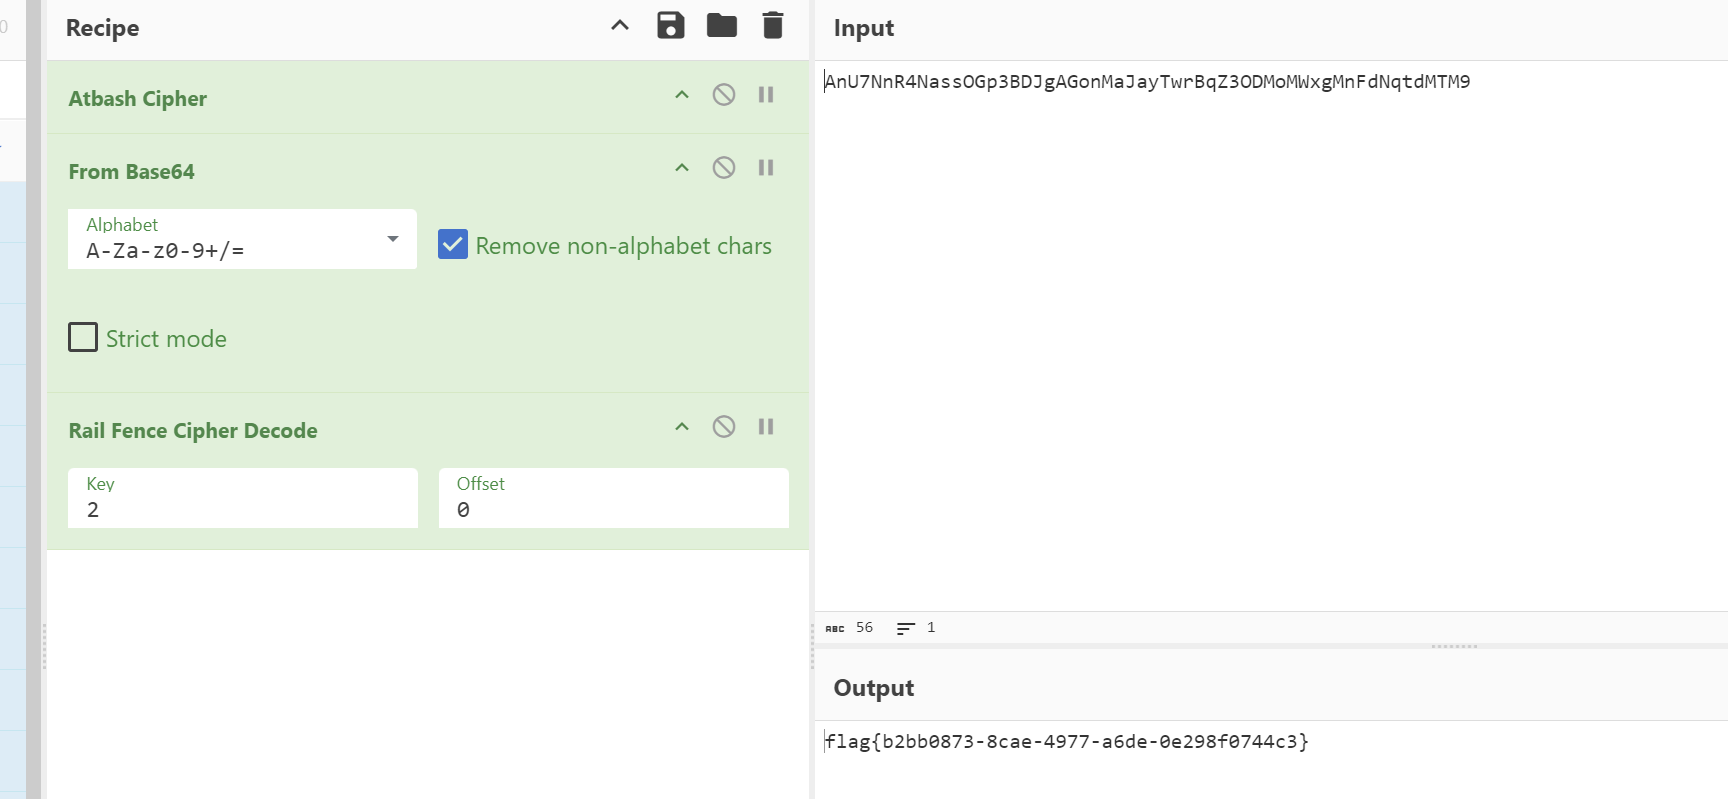 Recipe
Atbash Cipher
From Base64
Alphabet
A-Za-z0-9+/=
Remove non-alphabet chars
Strict mode
Rail Fence Cipher Decode
Key
2
Offset
0
Input
AnU7NnR4NassOGp3BDJgAGonMaJayTwrBqZ3ODMoMWxgMnFdNqtdMTM9
ABC 56 1
Output
flag{b2bb0873-8cae-4977-a6de-0e298f0744c3}